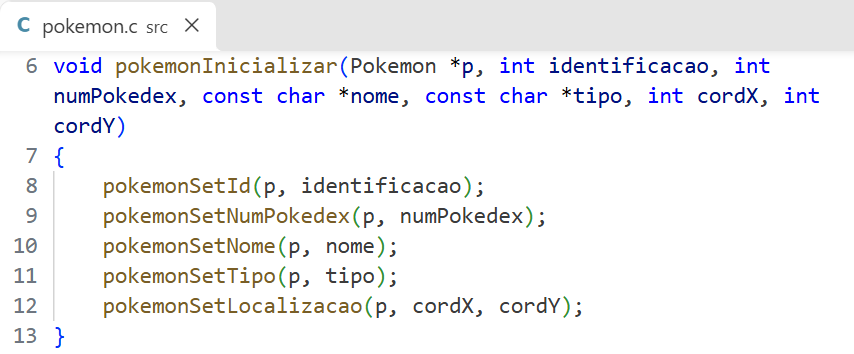 C pokemon.c src ×
6 void pokemonInicializar(Pokemon *p, int identificacao, int
numPokedex, const char *nome, const char *tipo, int cordX, int
cordY)
7 {
8 pokemonSetId(p, identificacao);
9 pokemonSetNumPokedex(p, numPokedex);
10 pokemonSetNome(p, nome);
11 pokemonSetTipo(p, tipo);
12 pokemonSetLocalizacao(p, cordX, cordY);
13 }